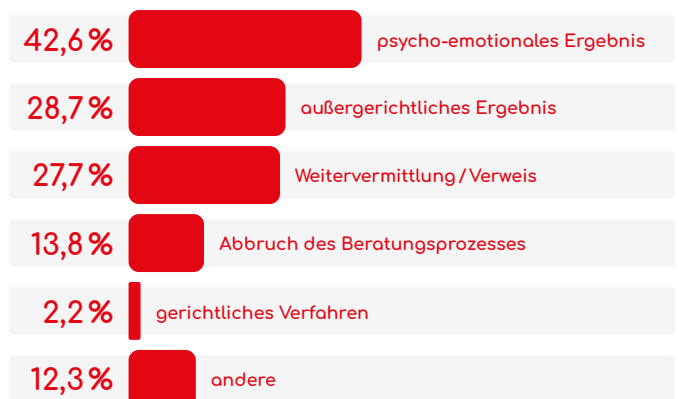 42,6 % psycho-emotionales Ergebnis
28,7 % außergerichtliches Ergebnis
27,7 % Weitervermittlung / Verweis
13,8 % Abbruch des Beratungsprozesses
2,2 % gerichtliches Verfahren
12,3 % andere